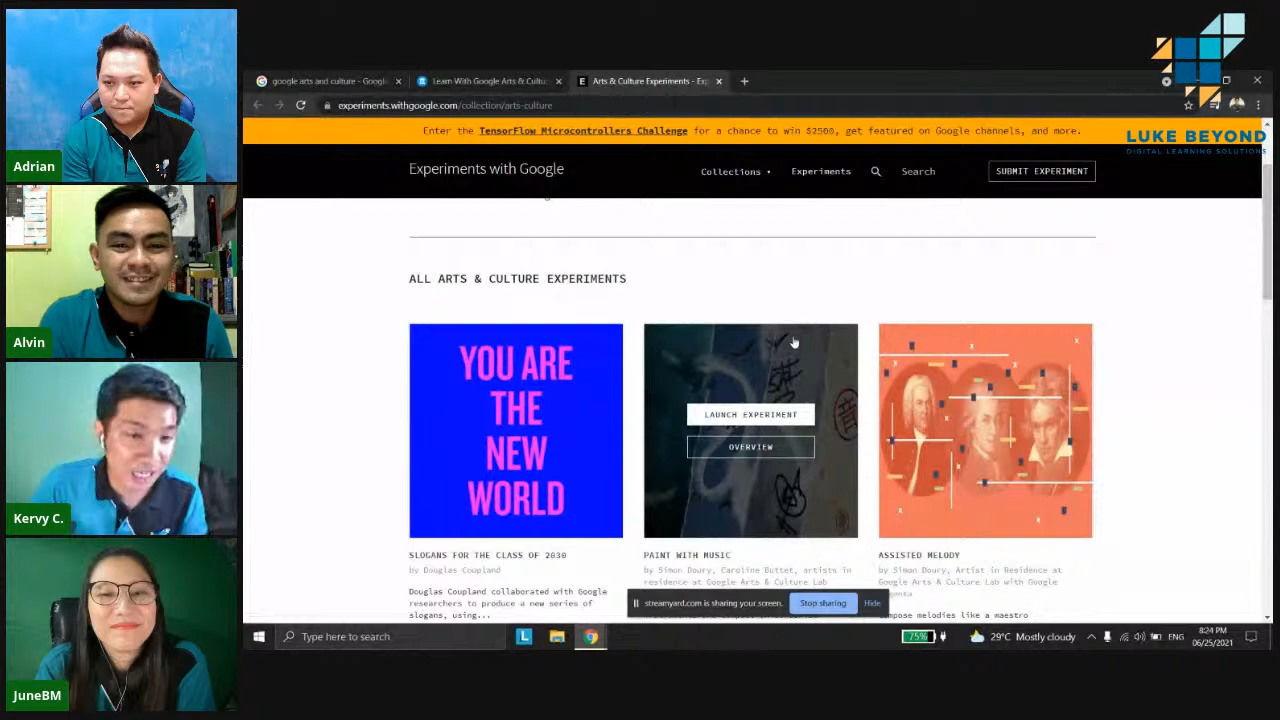 Adrian
Alvin
Kervy C.
JuneBM
google arts and culture - Google
Learn With Google Arts & Cultu
Arts & Culture Experiments - Exp
experiments.withgoogle.com/collection/arts-culture
LUKE BEYOND
DIGITAL LEARNING SOLUTIONS
Enter the TensorFlow Microcontrollers Challenge for a chance to win $2500, get featured on Google channels, and more.
Experiments with Google
Collections
Experiments
Search
SUBMIT EXPERIMENT
ALL ARTS & CULTURE EXPERIMENTS
YOU ARE
THE
NEW
WORLD
LAUNCH EXPERIMENT
OVERVIEW
SLOGANS FOR THE CLASS OF 2030
by Douglas Coupland
Douglas Coupland collaborated with Google
researchers to produce a new series of
slogans, using...
PAINT WITH MUSIC
by Simon Doury, Caroline Buttet, artists in
residence at Google Arts & Culture Lab
ASSISTED MELODY
by Simon Doury, Artist in Residence at
Google Arts & Culture Lab with Google
melodies like a maestro
streamyard.com is sharing your screen.
Stop sharing
Hide
Type here to search
75%
29°C Mostly cloudy
ENG
8:24 PM
06/25/2021